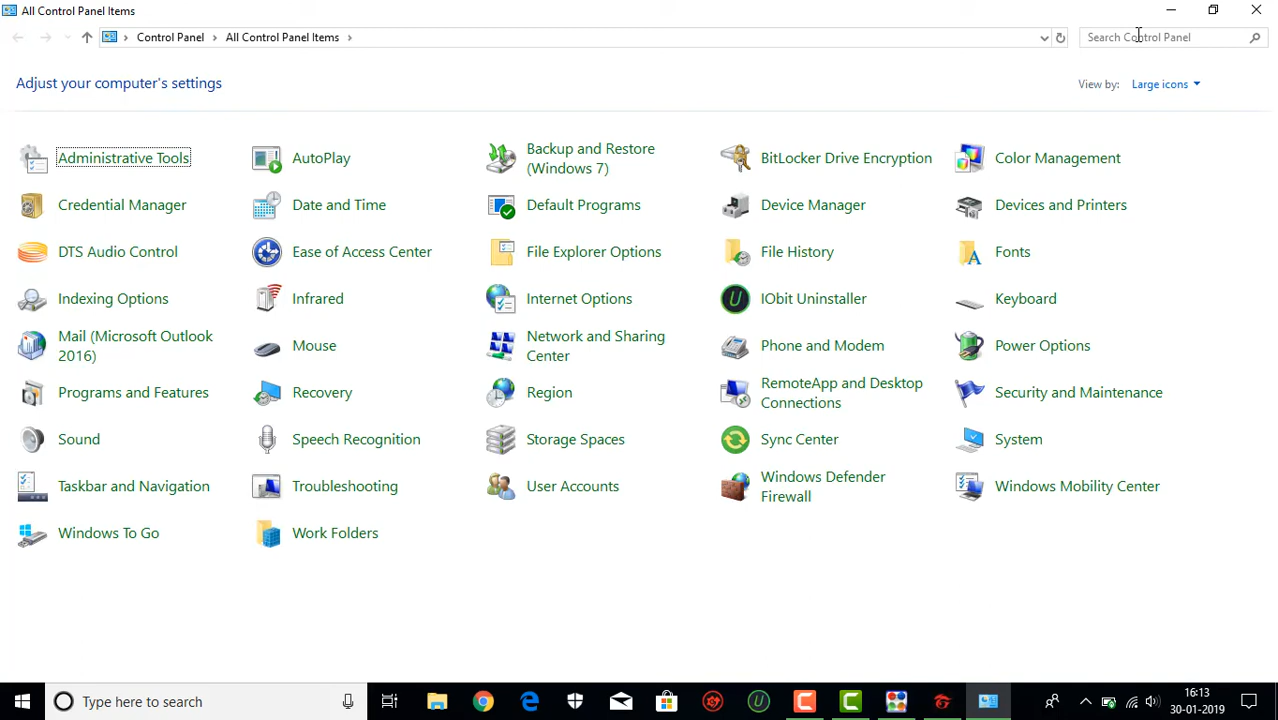 All Control Panel Items
Control Panel
All Control Panel Items
Search Control Panel
Adjust your computer's settings
View by:
Large icons
Administrative Tools
AutoPlay
Backup and Restore
(Windows 7)
BitLocker Drive Encryption
Color Management
Credential Manager
Date and Time
Default Programs
Device Manager
Devices and Printers
DTS Audio Control
Ease of Access Center
File Explorer Options
File History
Fonts
Indexing Options
Infrared
Internet Options
IObit Uninstaller
Keyboard
Mail (Microsoft Outlook
2016)
Mouse
Network and Sharing
Center
Phone and Modem
Power Options
Programs and Features
Recovery
Region
RemoteApp and Desktop
Connections
Security and Maintenance
Sound
Speech Recognition
Storage Spaces
Sync Center
System
Taskbar and Navigation
Troubleshooting
User Accounts
Windows Defender
Firewall
Windows Mobility Center
Windows To Go
Work Folders
Type here to search
16:13
30-01-2019